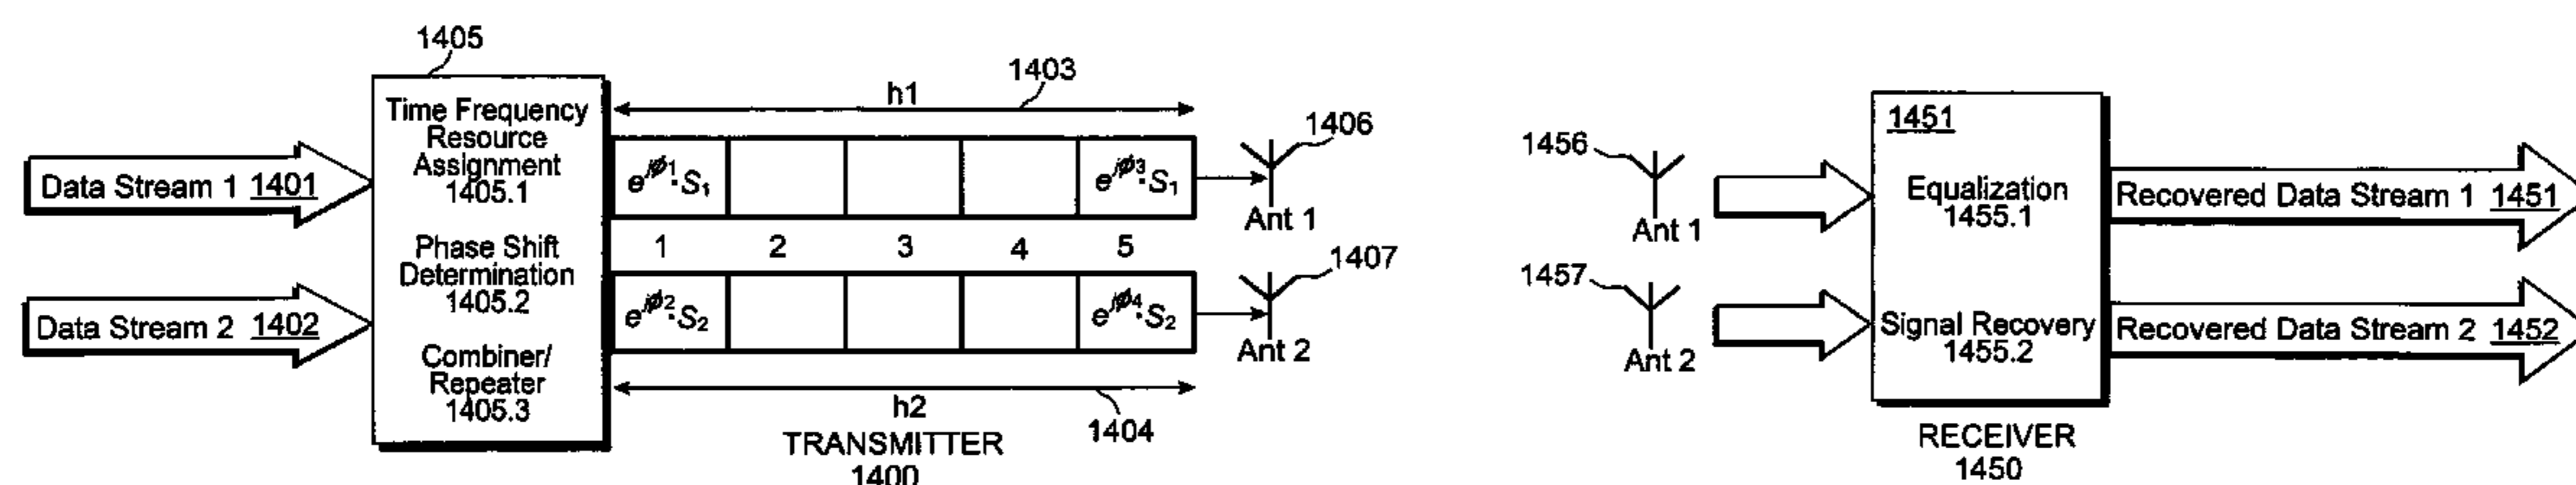 1405
1403
h1
Time Frequency
Resource
Assignment
1405.1
Phase Shift
Determination
1405.2
Combiner/
Repeater
1405.3
Data Stream 1 1401
Data Stream 2 1402
e^jϕ1·S1
e^jϕ3·S1
1 2 3 4 5
e^jϕ2·S2
e^jϕ4·S2
h2
1404
TRANSMITTER
1400
1406
Ant 1
1407
Ant 2
1456
Ant 1
1457
Ant 2
1451
Equalization
1455.1
Signal Recovery
1455.2
RECEIVER
1450
Recovered Data Stream 1 1451
Recovered Data Stream 2 1452